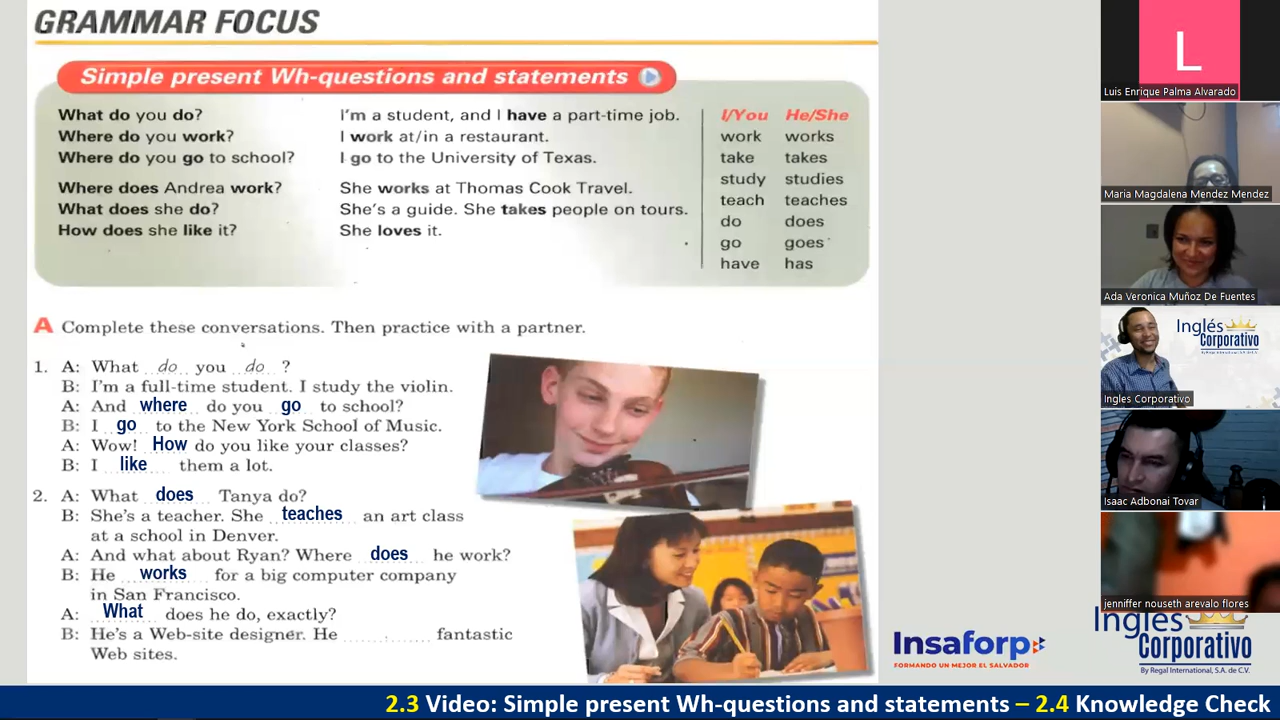 GRAMMAR FOCUS
Simple present Wh-questions and statements
What do you do?
Where do you work?
Where do you go to school?
Where does Andrea work?
What does she do?
How does she like it?
I'm a student, and I have a part-time job.
I work at/in a restaurant.
I go to the University of Texas.
She works at Thomas Cook Travel.
She's a guide. She takes people on tours.
She loves it.
I/You He/She
work works
take takes
study studies
teach teaches
do does
go goes
have has
A Complete these conversations. Then practice with a partner.
1. A: What do you do ?
B: I'm a full-time student. I study the violin.
A: And where do you go to school?
B: I go to the New York School of Music.
A: Wow! How do you like your classes?
B: I like them a lot.
2. A: What does Tanya do?
B: She's a teacher. She teaches an art class
at a school in Denver.
A: And what about Ryan? Where does he work?
B: He works for a big computer company
in San Francisco.
A: What does he do, exactly?
B: He's a Web-site designer. He ............ fantastic
Web sites.
L
Luis Enrique Palma Alvarado
Maria Magdalena Mendez Mendez
Ada Veronica Muñoz De Fuentes
Inglés
Corporativo
By Regal International, S.A. de C.V.
Ingles Corporativo
Isaac Adbonai Tovar
jenniffer nouseth arevalo flores
Insaforp
FORMANDO UN MEJOR EL SALVADOR
Inglés
Corporativo
By Regal International, S.A. de C.V.
2.3 Video: Simple present Wh-questions and statements – 2.4 Knowledge Check